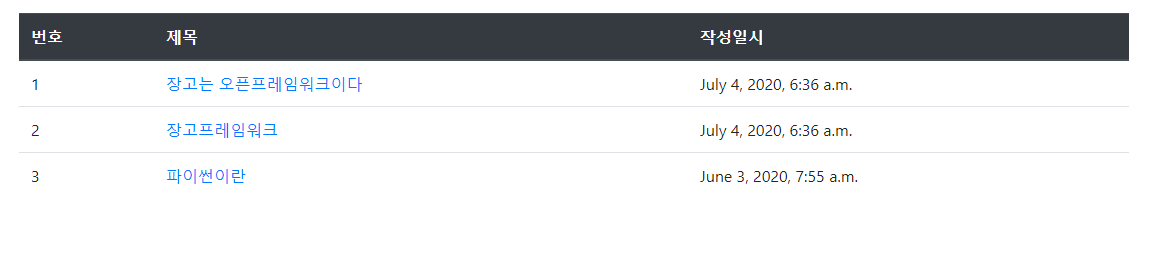 번호 제목 작성일시
1 장고는 오픈프레임워크이다 July 4, 2020, 6:36 a.m.
2 장고프레임워크 July 4, 2020, 6:36 a.m.
3 파이썬이란 June 3, 2020, 7:55 a.m.